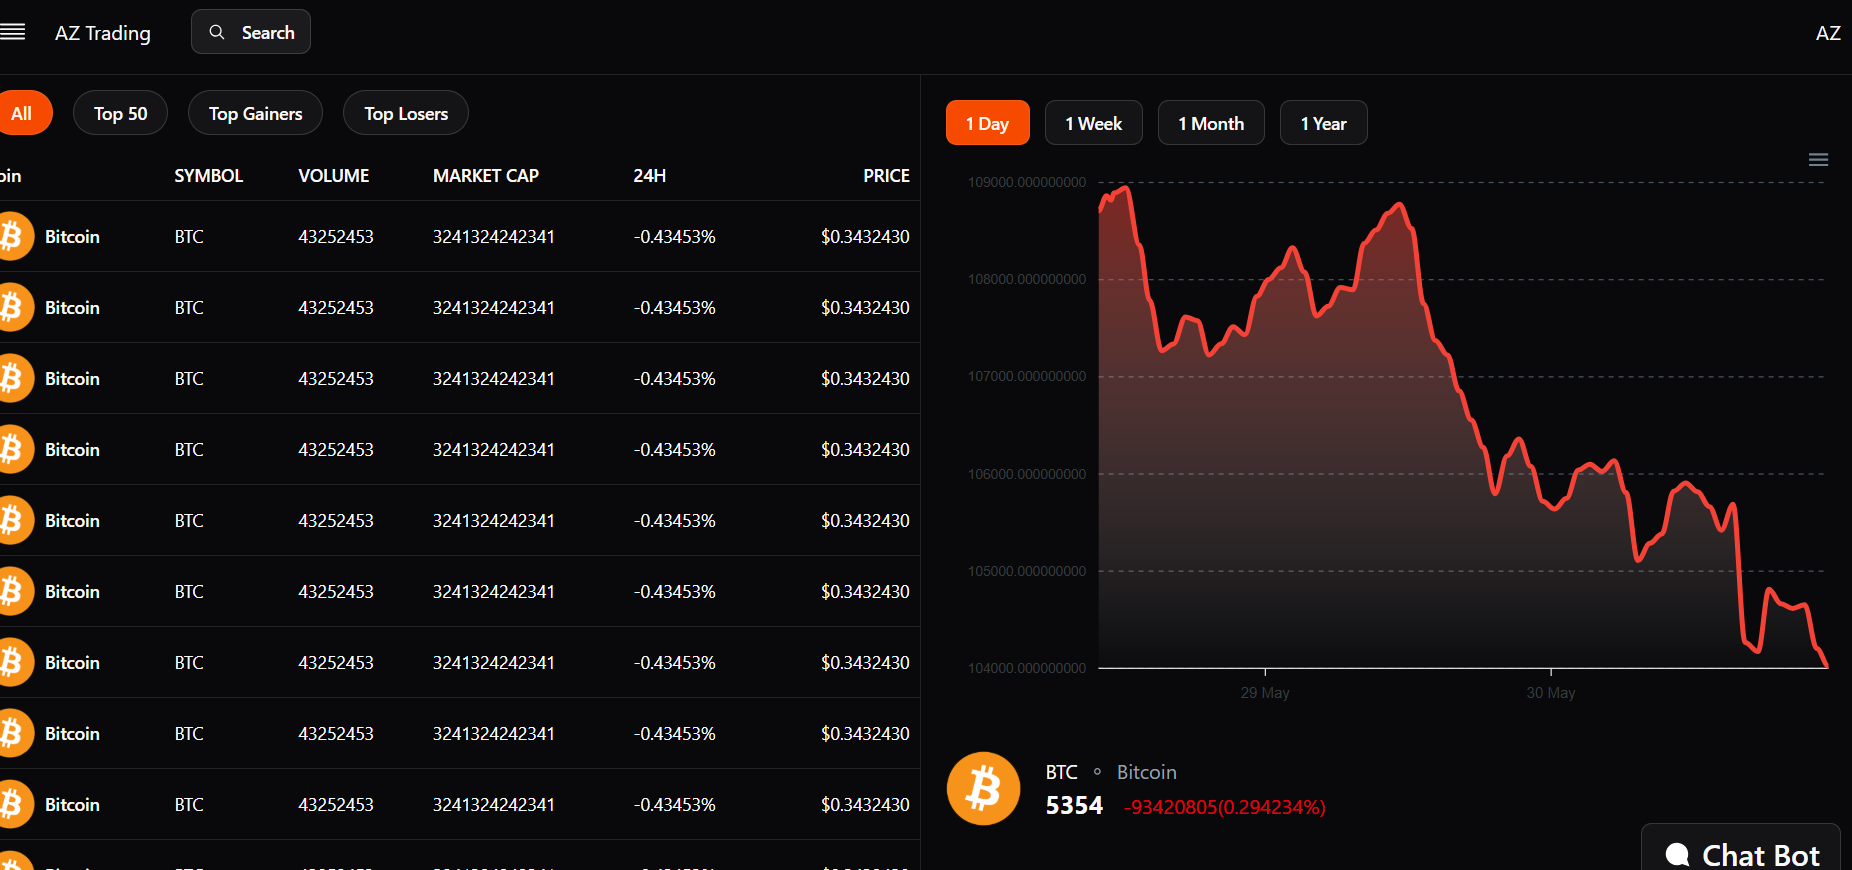 AZ Trading Search AZ
All Top 50 Top Gainers Top Losers
oin SYMBOL VOLUME MARKET CAP 24H PRICE
Bitcoin BTC 43252453 3241324242341 -0.43453% $0.3432430
Bitcoin BTC 43252453 3241324242341 -0.43453% $0.3432430
Bitcoin BTC 43252453 3241324242341 -0.43453% $0.3432430
Bitcoin BTC 43252453 3241324242341 -0.43453% $0.3432430
Bitcoin BTC 43252453 3241324242341 -0.43453% $0.3432430
Bitcoin BTC 43252453 3241324242341 -0.43453% $0.3432430
Bitcoin BTC 43252453 3241324242341 -0.43453% $0.3432430
Bitcoin BTC 43252453 3241324242341 -0.43453% $0.3432430
Bitcoin BTC 43252453 3241324242341 -0.43453% $0.3432430
1 Day 1 Week 1 Month 1 Year
109000.000000000
108000.000000000
107000.000000000
106000.000000000
105000.000000000
104000.000000000
29 May 30 May
BTC Bitcoin
5354 -93420805(0.294234%)
Chat Bot